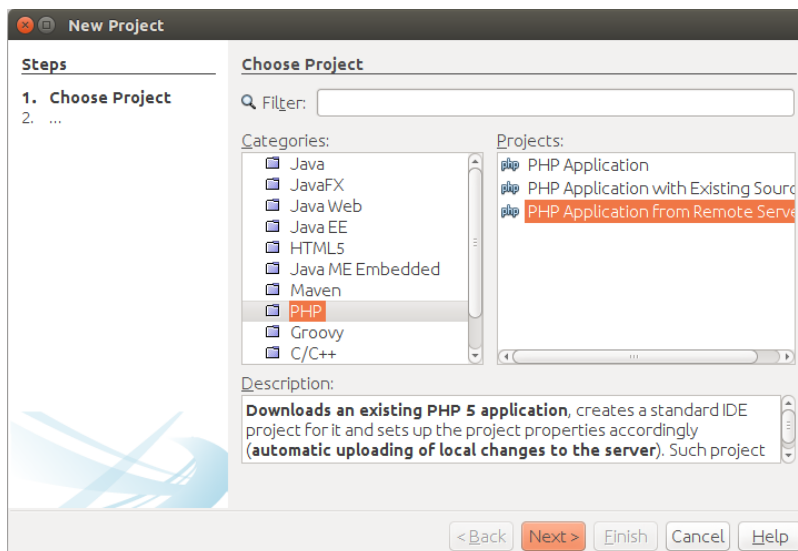 New Project
Steps
1. Choose Project
2. ...
Choose Project
Filter:
Categories:
Java
JavaFX
Java Web
Java EE
HTML5
Java ME Embedded
Maven
PHP
Groovy
C/C++
Projects:
php PHP Application
php PHP Application with Existing Sourc
php PHP Application from Remote Serve
Description:
Downloads an existing PHP 5 application, creates a standard IDE
project for it and sets up the project properties accordingly
(automatic uploading of local changes to the server). Such project
< Back Next > Finish Cancel Help